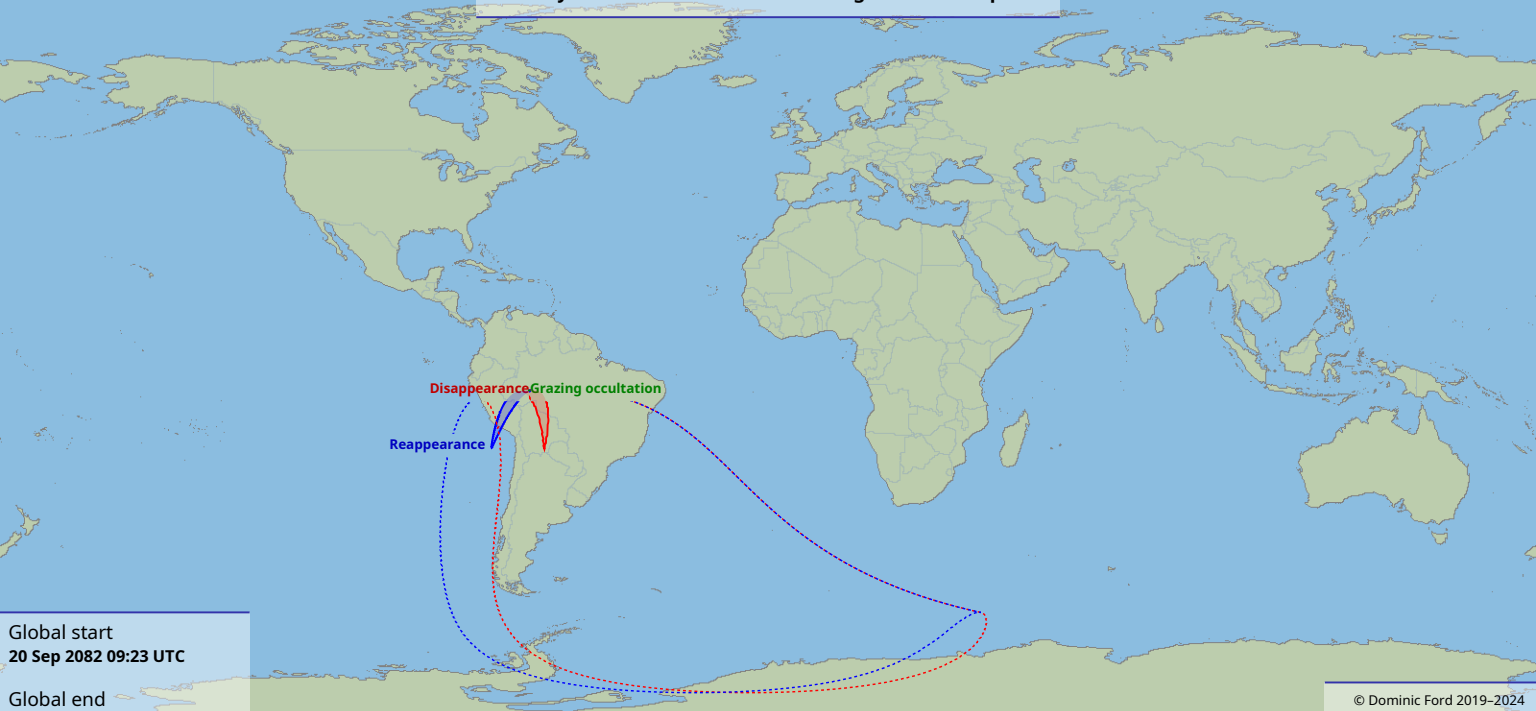 Disappearance
Grazing occultation
Reappearance
Global start
20 Sep 2082 09:23 UTC
Global end
© Dominic Ford 2019–2024